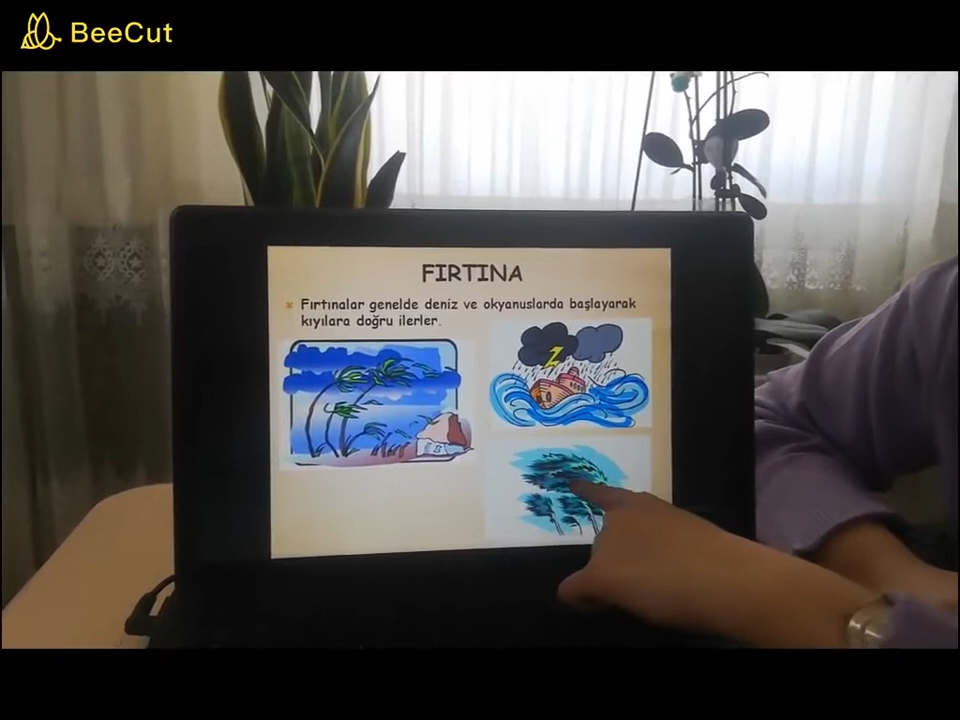 BeeCut
FIRTINA
Fırtınalar genelde deniz ve okyanuslarda başlayarak
kıyılara doğru ilerler.